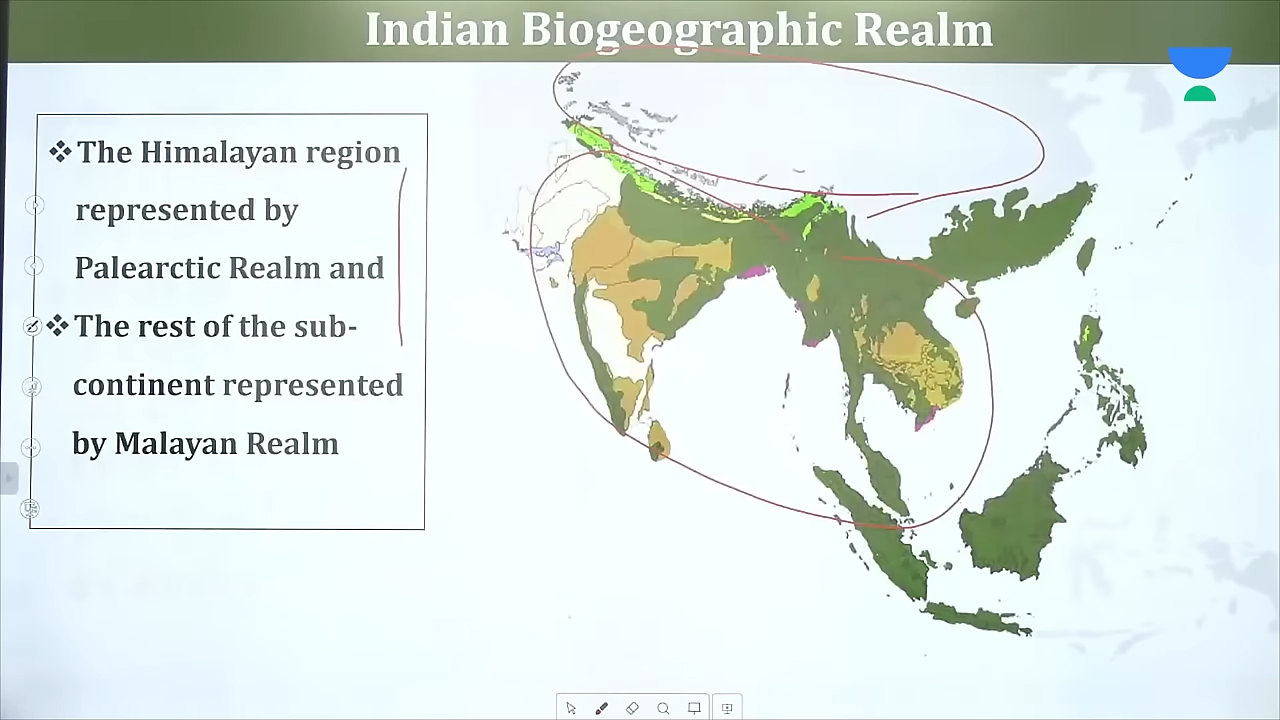 Indian Biogeographic Realm
❖The Himalayan region
represented by
Palearctic Realm and
❖The rest of the sub-
continent represented
by Malayan Realm